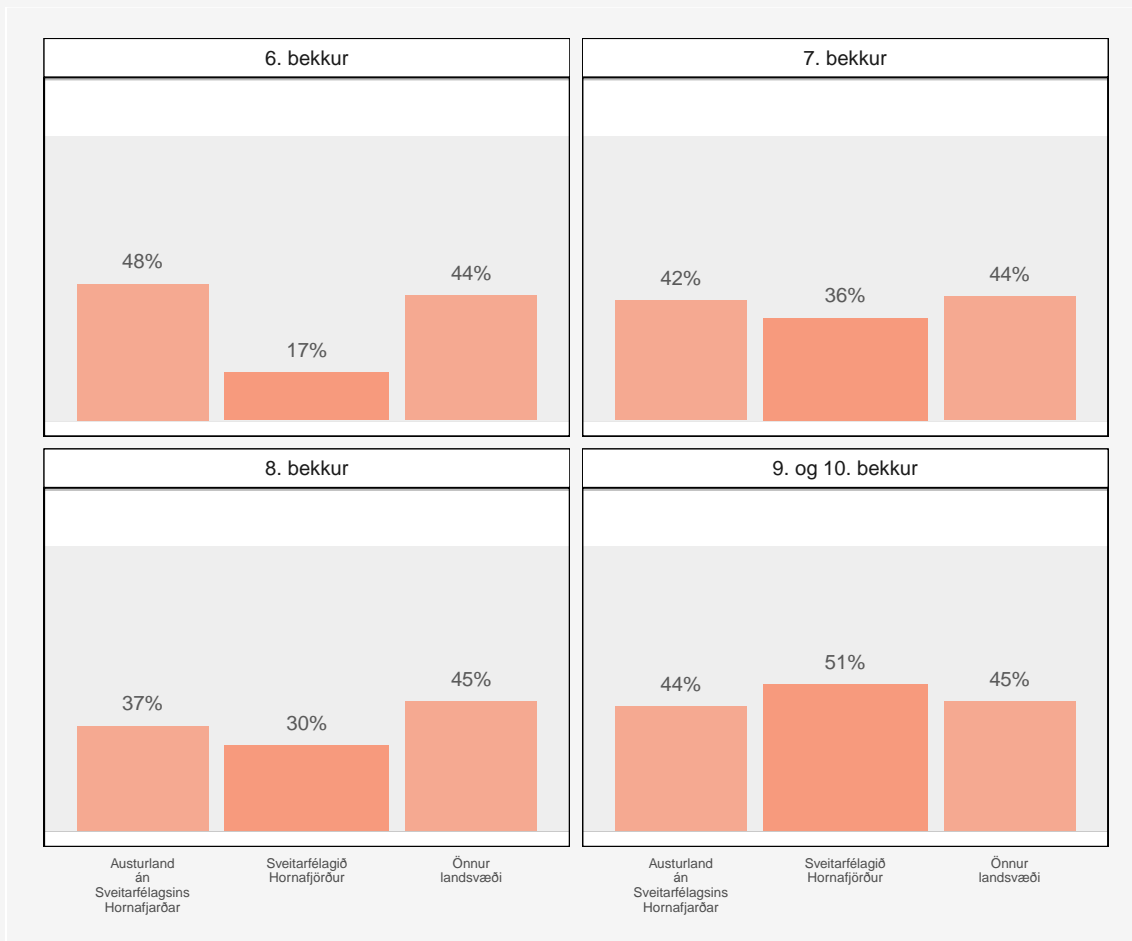 6. bekkur
7. bekkur
48%
17%
44%
42%
36%
44%
8. bekkur
9. og 10. bekkur
37%
30%
45%
44%
51%
45%
Austurland
án
Sveitarfélagsins
Hornafjarðar
Sveitarfélagið
Hornafjörður
Önnur
landsvæði
Austurland
án
Sveitarfélagsins
Hornafjarðar
Sveitarfélagið
Hornafjörður
Önnur
landsvæði